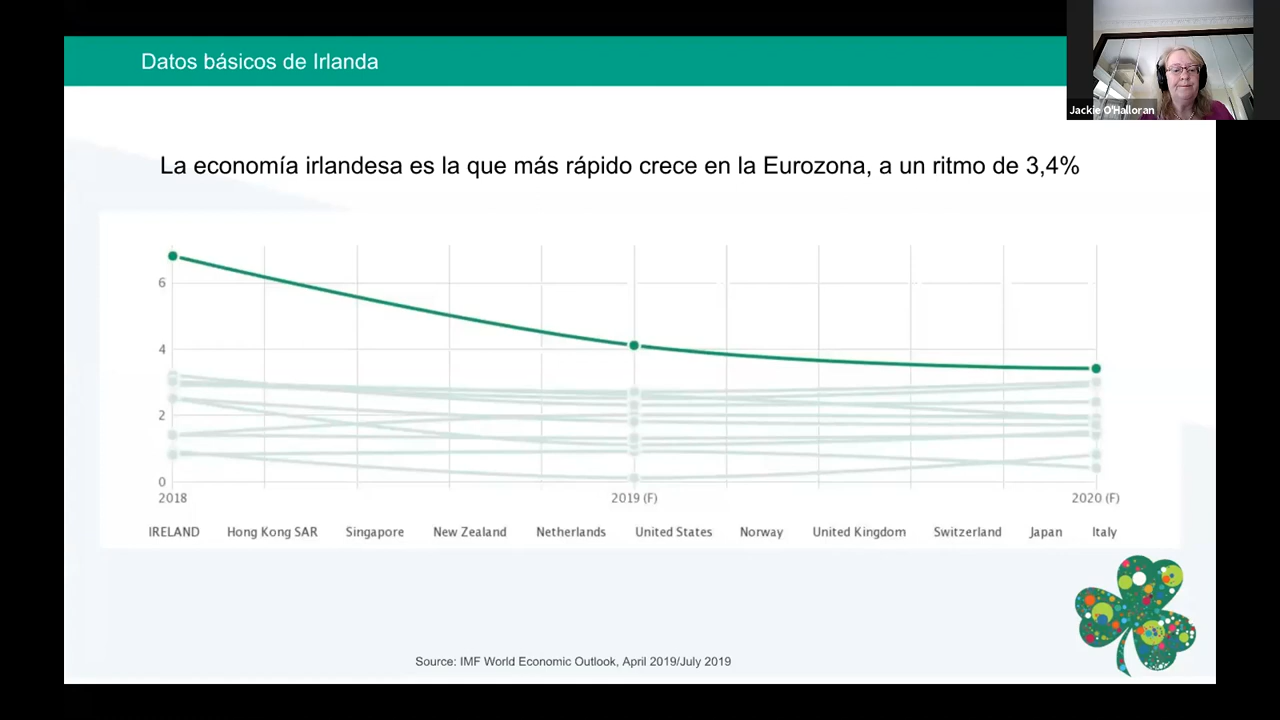 Datos básicos de Irlanda
Jackie O'Halloran
La economía irlandesa es la que más rápido crece en la Eurozona, a un ritmo de 3,4%
6
4
2
0
2018 2019 (F) 2020 (F)
IRELAND Hong Kong SAR Singapore New Zealand Netherlands United States Norway United Kingdom Switzerland Japan Italy
Source: IMF World Economic Outlook, April 2019/July 2019